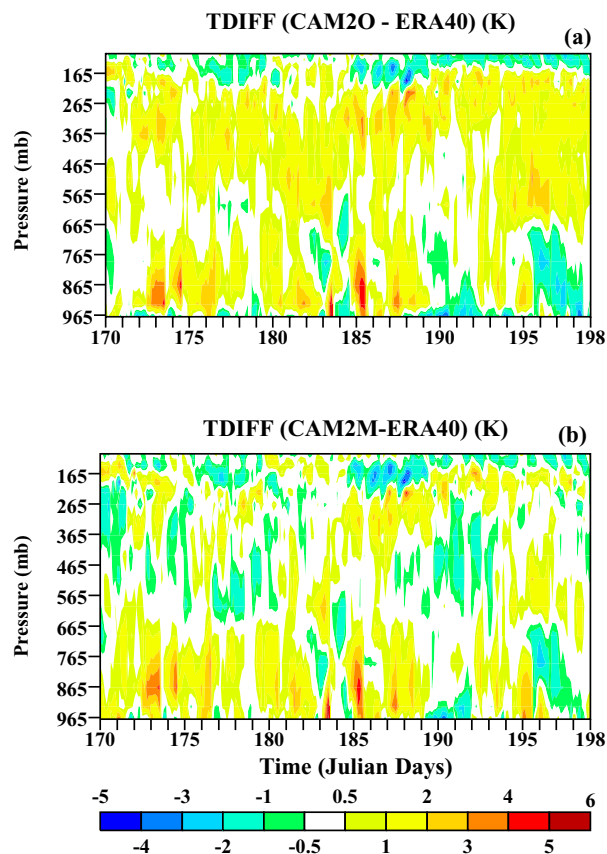 TDIFF (CAM2O - ERA40) (K)
(a)
Pressure (mb)
165
265
365
465
565
665
765
865
965
170 175 180 185 190 195 198
TDIFF (CAM2M-ERA40) (K)
(b)
Pressure (mb)
165
265
365
465
565
665
765
865
965
170 175 180 185 190 195 198
Time (Julian Days)
-5 -3 -1 0.5 2 4 6
-4 -2 -0.5 1 3 5